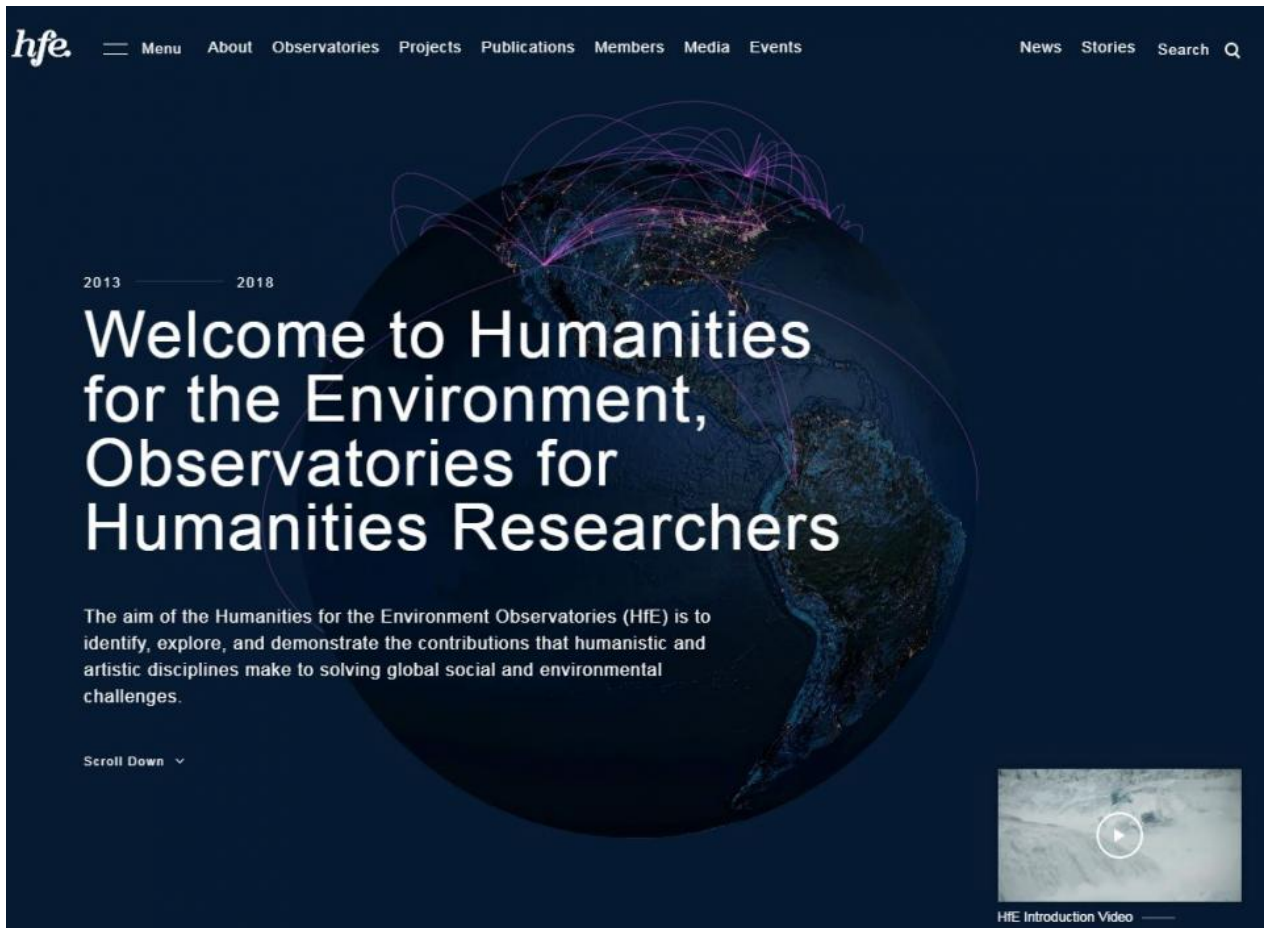 hfe.
Menu About Observatories Projects Publications Members Media Events News Stories Search
2013 2018
Welcome to Humanities
for the Environment,
Observatories for
Humanities Researchers
The aim of the Humanities for the Environment Observatories (HfE) is to
identify, explore, and demonstrate the contributions that humanistic and
artistic disciplines make to solving global social and environmental
challenges.
Scroll Down
HfE Introduction Video